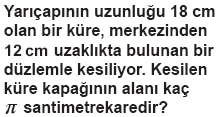 Yarıçapının uzunluğu 18 cm
olan bir küre, merkezinden
12 cm uzaklıkta bulunan bir
düzlemle kesiliyor. Kesilen
küre kapağının alanı kaç
π santimetrekaredir?